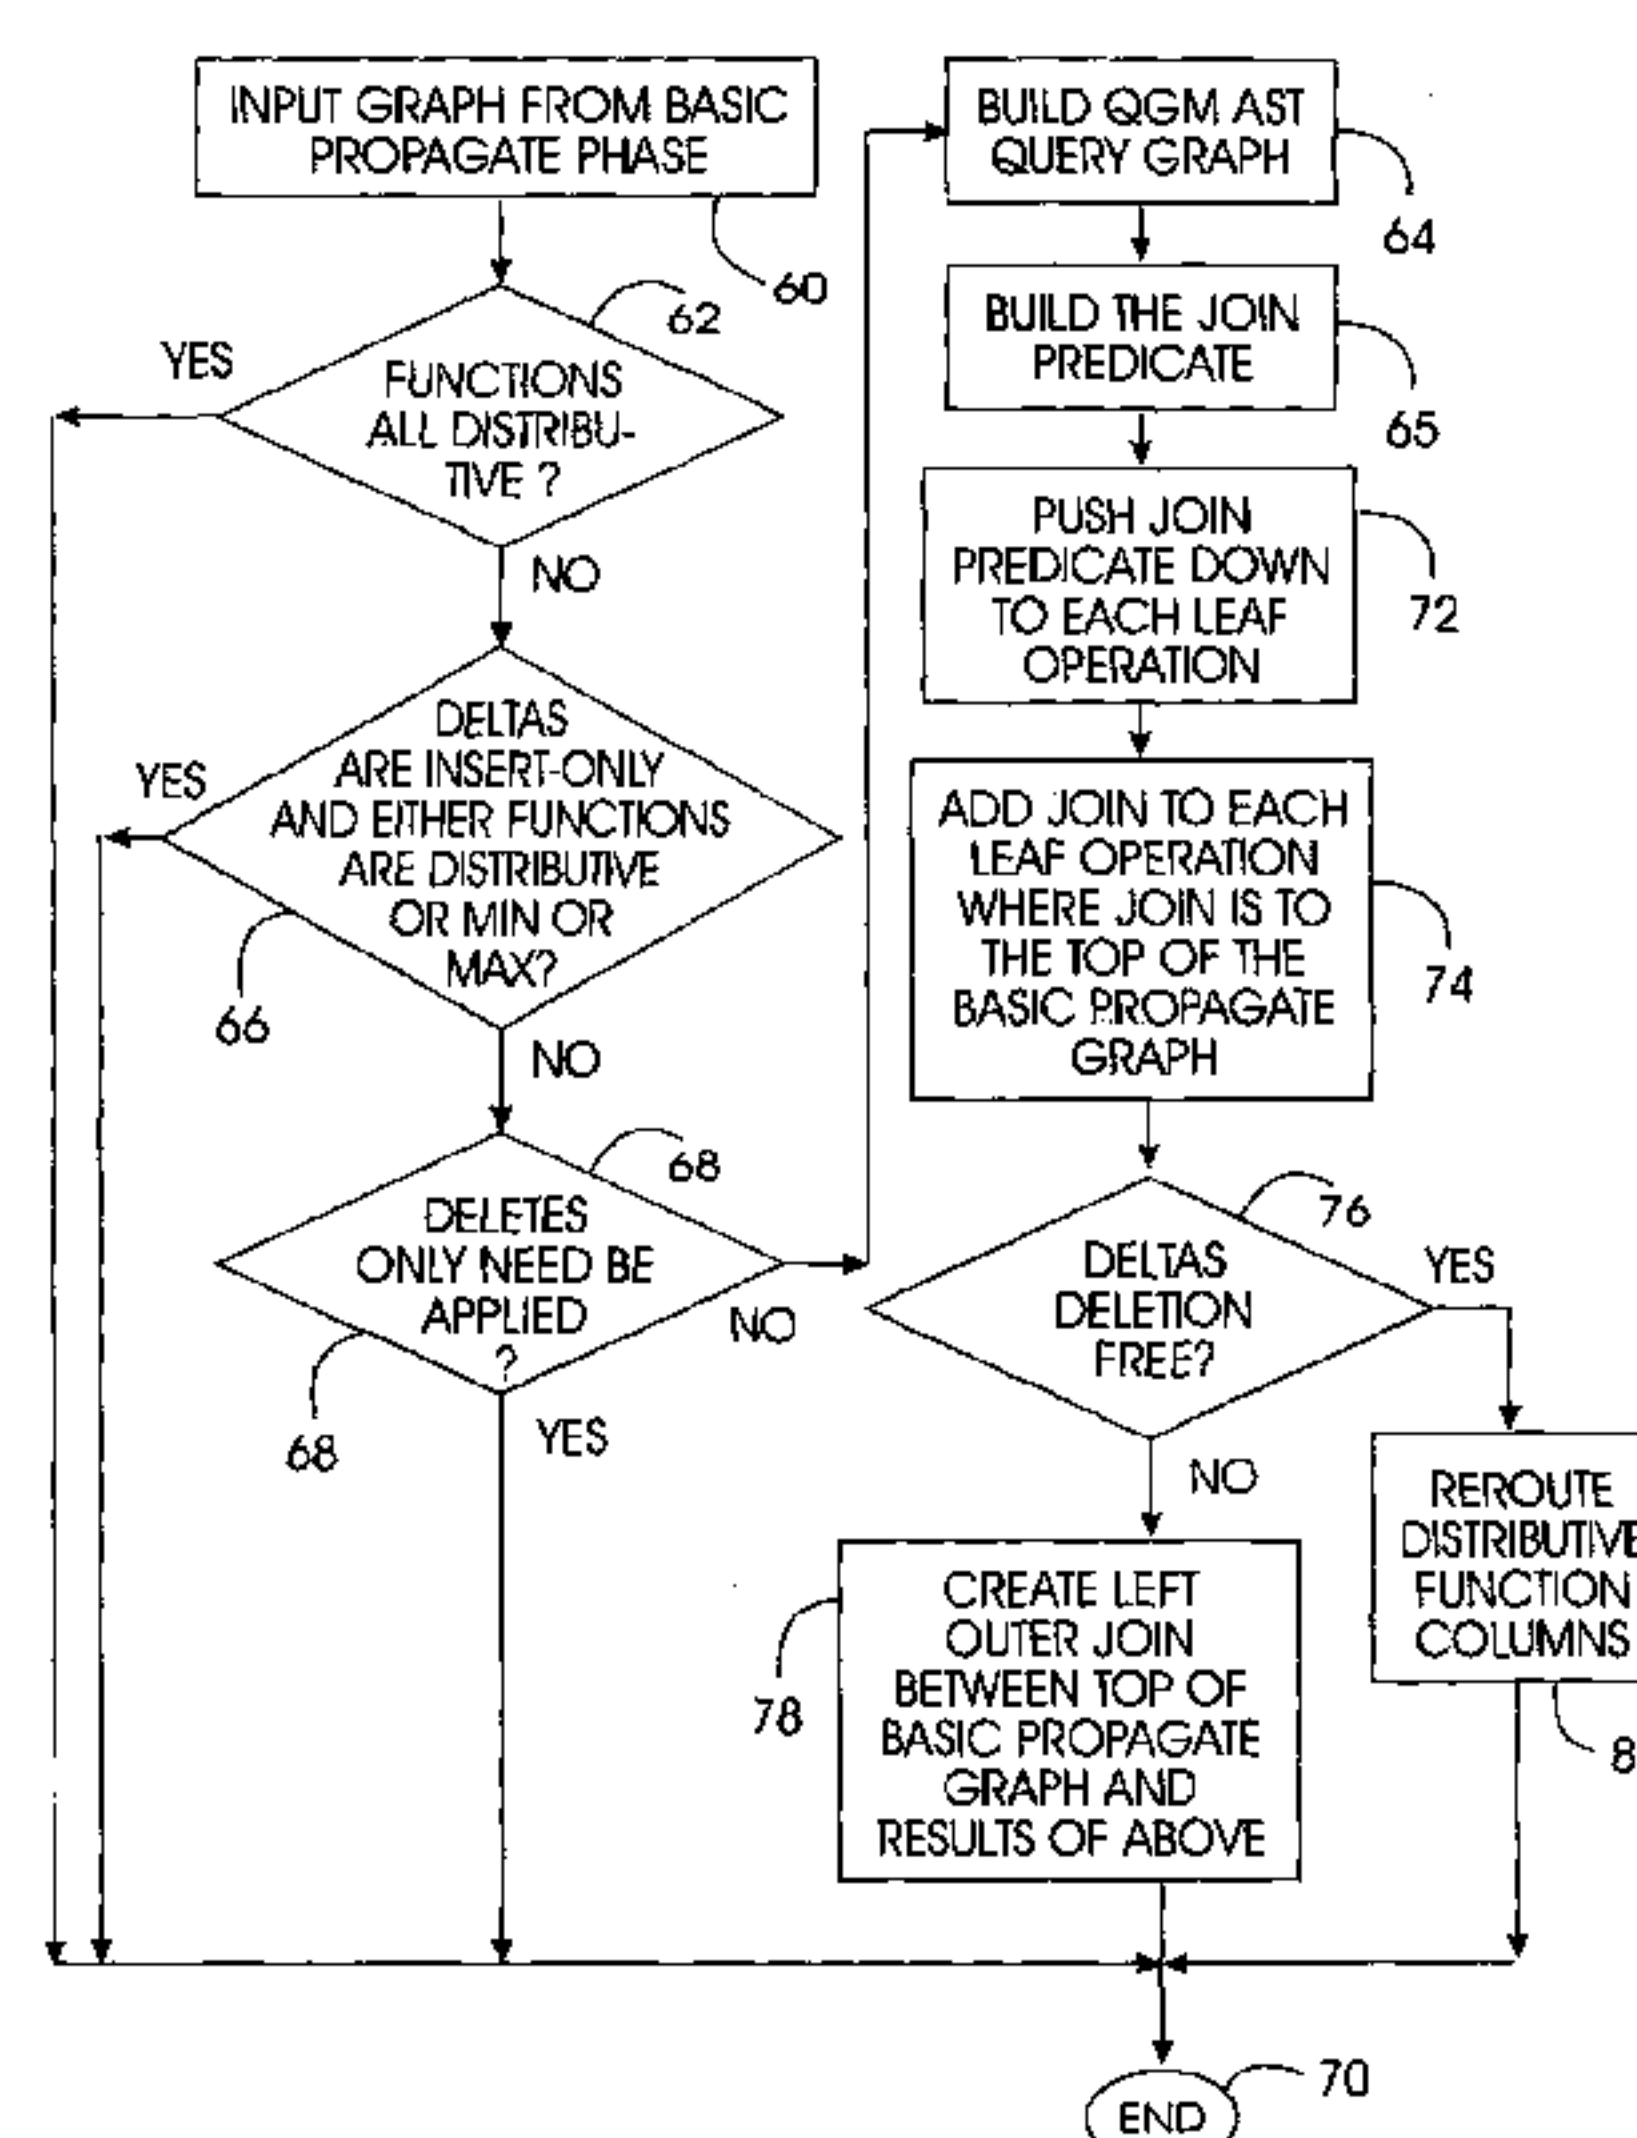 INPUT GRAPH FROM BASIC
PROPAGATE PHASE
60
62
YES
FUNCTIONS
ALL DISTRIBU-
TIVE ?
NO
DELTAS
ARE INSERT-ONLY
AND EITHER FUNCTIONS
ARE DISTRIBUTIVE
OR MIN OR
MAX?
YES
66
NO
68
DELETES
ONLY NEED BE
APPLIED
?
NO
68
YES
BUILD QGM AST
QUERY GRAPH
64
BUILD THE JOIN
PREDICATE
65
PUSH JOIN
PREDICATE DOWN
TO EACH LEAF
OPERATION
72
ADD JOIN TO EACH
LEAF OPERATION
WHERE JOIN IS TO
THE TOP OF THE
BASIC PROPAGATE
GRAPH
74
76
DELTAS
DELETION
FREE?
YES
NO
REROUTE
DISTRIBUTIVE
FUNCTION
COLUMNS
8
CREATE LEFT
OUTER JOIN
BETWEEN TOP OF
BASIC PROPAGATE
GRAPH AND
RESULTS OF ABOVE
78
70
END